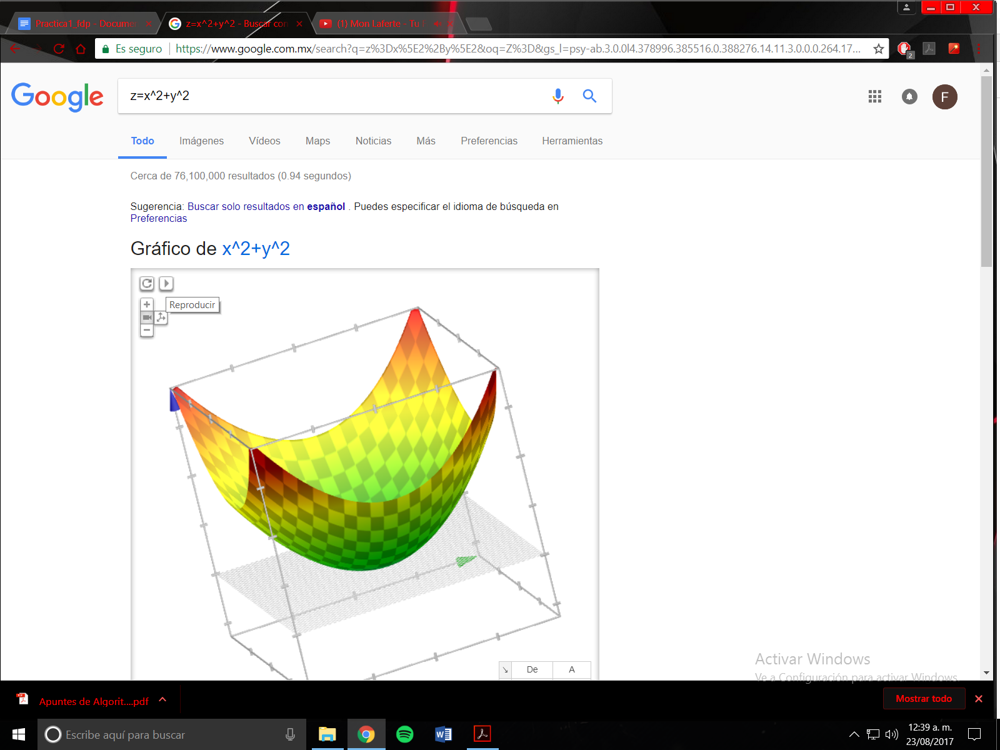 Practica1_fdp - Docume
z=x^2+y^2 - Buscar con
(1) Mon Laferte - Tu
Es seguro
https://www.google.com.mx/search?q=z%3Dx%5E2%2By%5E2&oq=Z%3D&gs_l=psy-ab.3.0.0l4.378996.385516.0.388276.14.11.3.0.0.0.264.17...
2
Google
z=x^2+y^2
F
Todo Imágenes Vídeos Maps Noticias Más Preferencias Herramientas
Cerca de 76,100,000 resultados (0.94 segundos)
Sugerencia: Buscar solo resultados en español . Puedes especificar el idioma de búsqueda en
Preferencias
Gráfico de x^2+y^2
Reproducir
De A
Activar Windows
Ve a Configuración para activar Windows.
Apuntes de Algorit....pdf
Mostrar todo
Escribe aquí para buscar
12:39 a. m.
23/08/2017